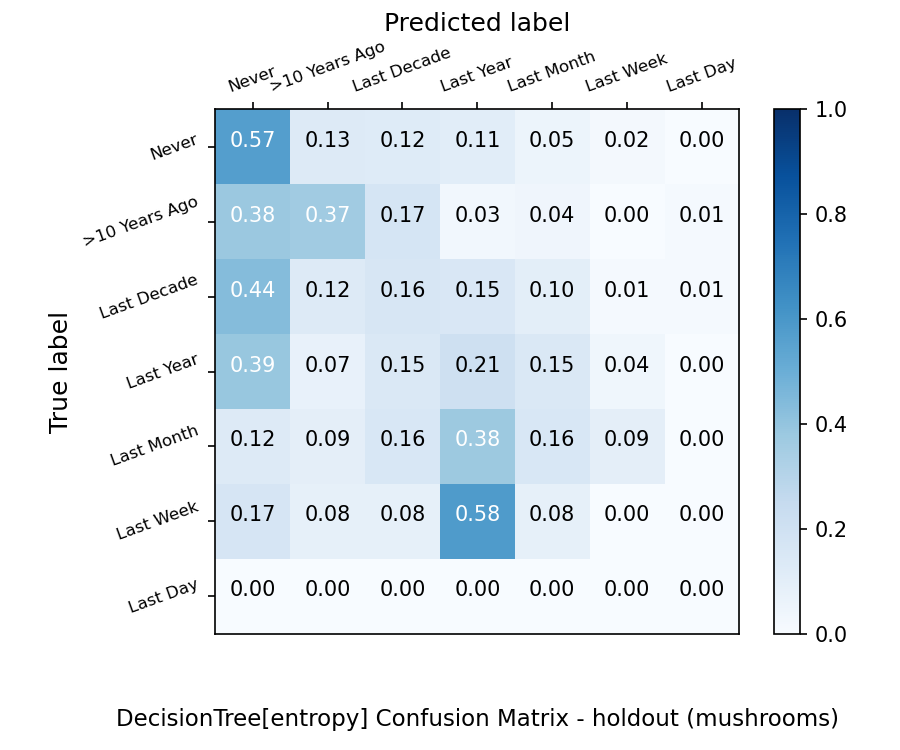 Predicted label
Never >10 Years Ago Last Decade Last Year Last Month Last Week Last Day
True label
Never 0.57 0.13 0.12 0.11 0.05 0.02 0.00
>10 Years Ago 0.38 0.37 0.17 0.03 0.04 0.00 0.01
Last Decade 0.44 0.12 0.16 0.15 0.10 0.01 0.01
Last Year 0.39 0.07 0.15 0.21 0.15 0.04 0.00
Last Month 0.12 0.09 0.16 0.38 0.16 0.09 0.00
Last Week 0.17 0.08 0.08 0.58 0.08 0.00 0.00
Last Day 0.00 0.00 0.00 0.00 0.00 0.00 0.00
1.0
0.8
0.6
0.4
0.2
0.0
DecisionTree[entropy] Confusion Matrix - holdout (mushrooms)